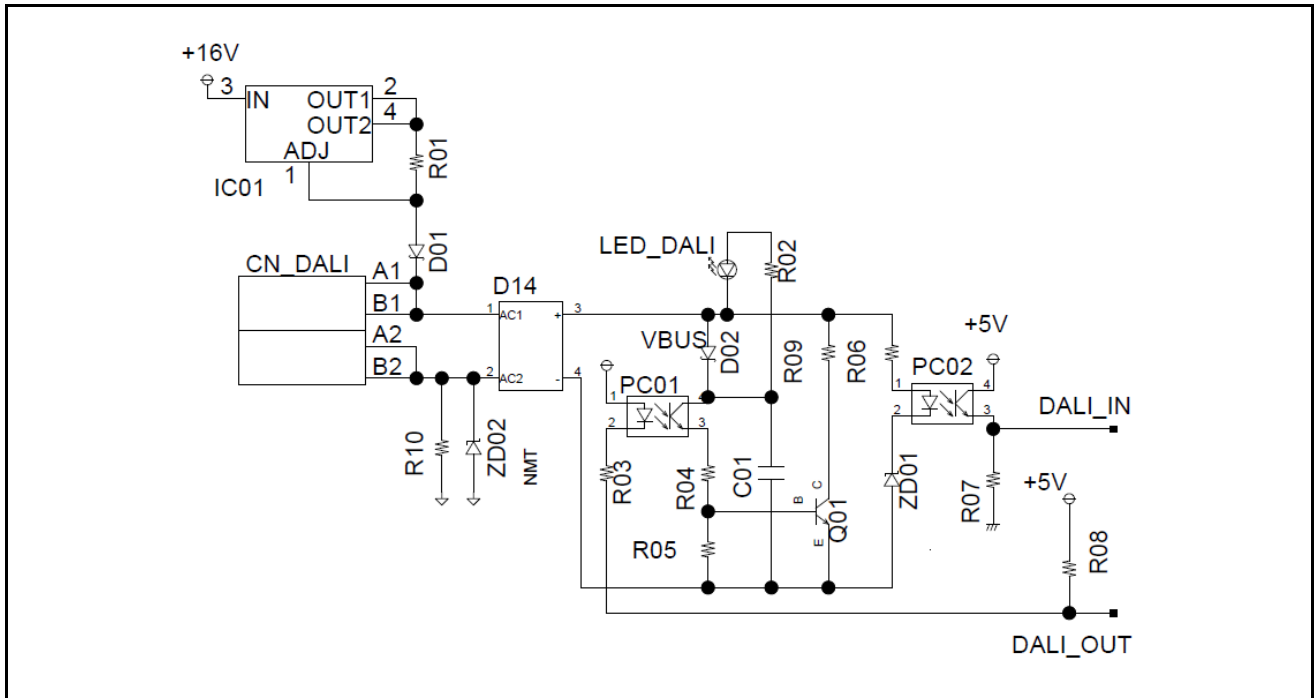 +16V
3
IN
OUT1
2
OUT2
4
ADJ
1
IC01
R01
D01
CN_DALI
A1
B1
A2
B2
D14
1
AC1
+
3
2
AC2
-
4
R10
ZD02
NMT
LED_DALI
R02
VBUS
D02
R09
R06
+5V
PC01
1
2
4
3
PC02
1
2
4
3
DALI_IN
R03
R04
C01
B
C
E
Q01
ZD01
R07
+5V
R05
R08
DALI_OUT